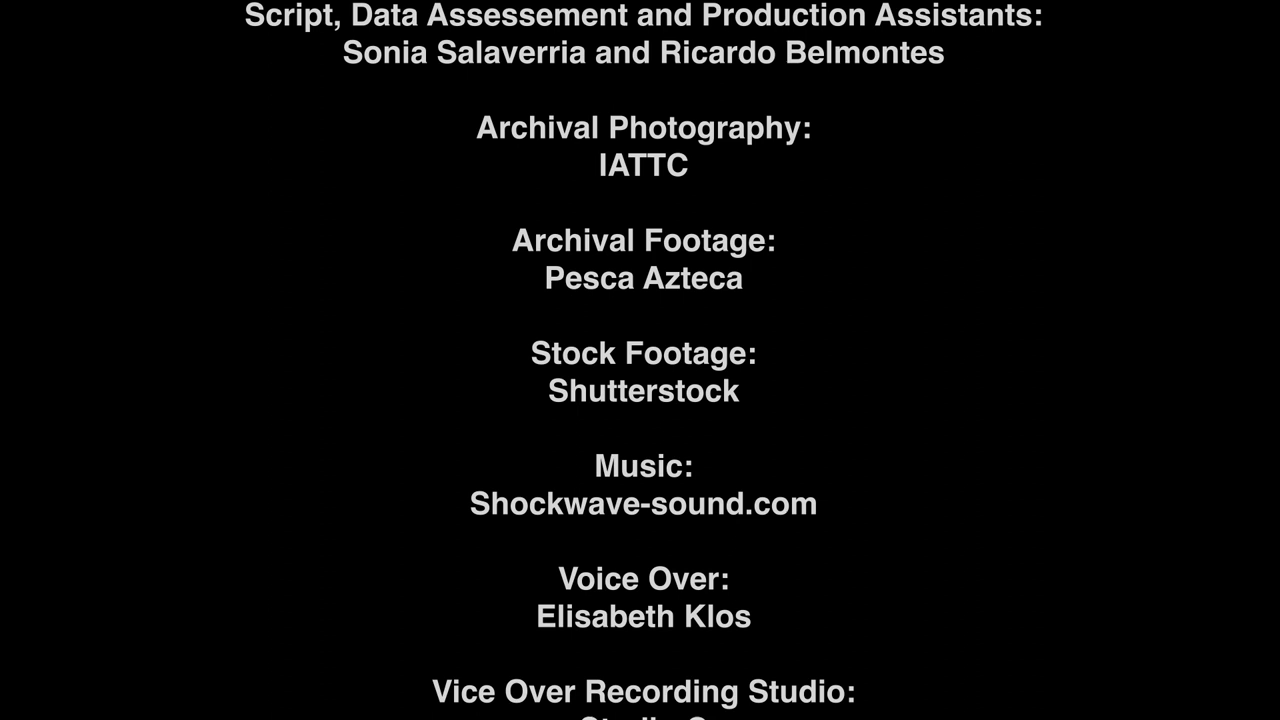 Script, Data Assessement and Production Assistants:
Sonia Salaverria and Ricardo Belmontes
Archival Photography:
IATTC
Archival Footage:
Pesca Azteca
Stock Footage:
Shutterstock
Music:
Shockwave-sound.com
Voice Over:
Elisabeth Klos
Vice Over Recording Studio: